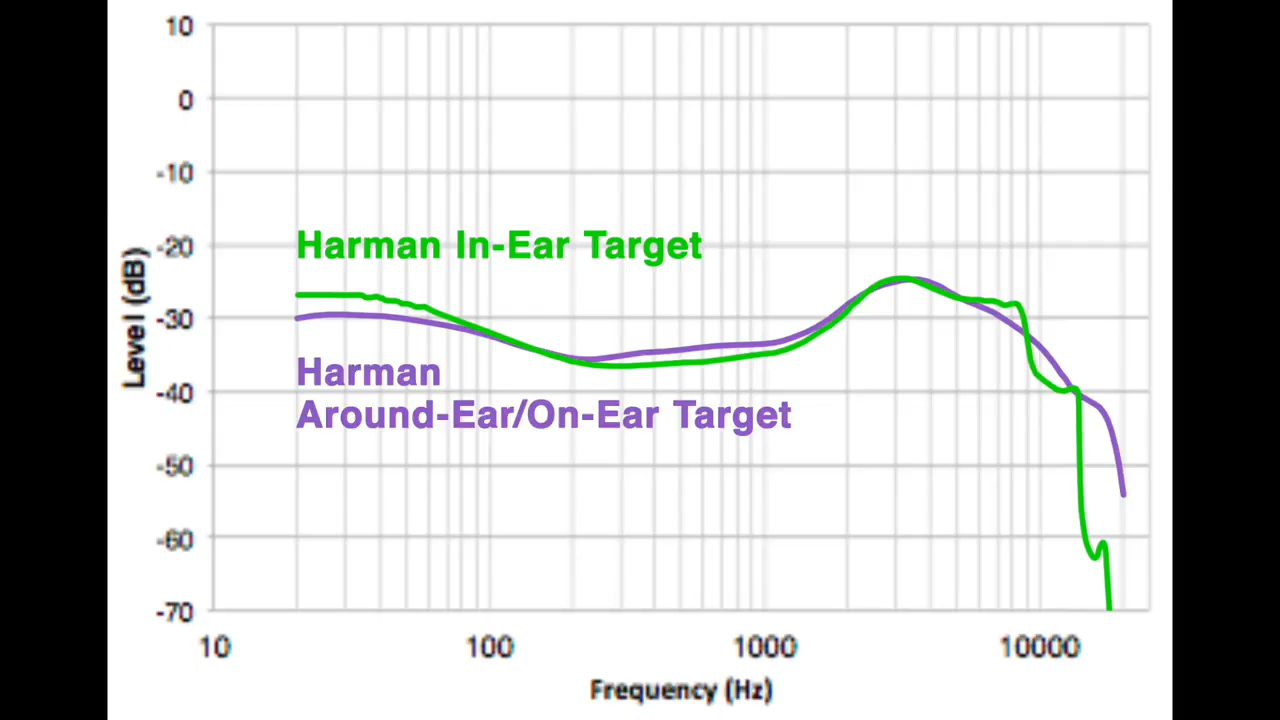 10
0
-10
-20
-30
-40
-50
-60
-70
Level (dB)
Harman In-Ear Target
Harman
Around-Ear/On-Ear Target
10
100
1000
10000
Frequency (Hz)